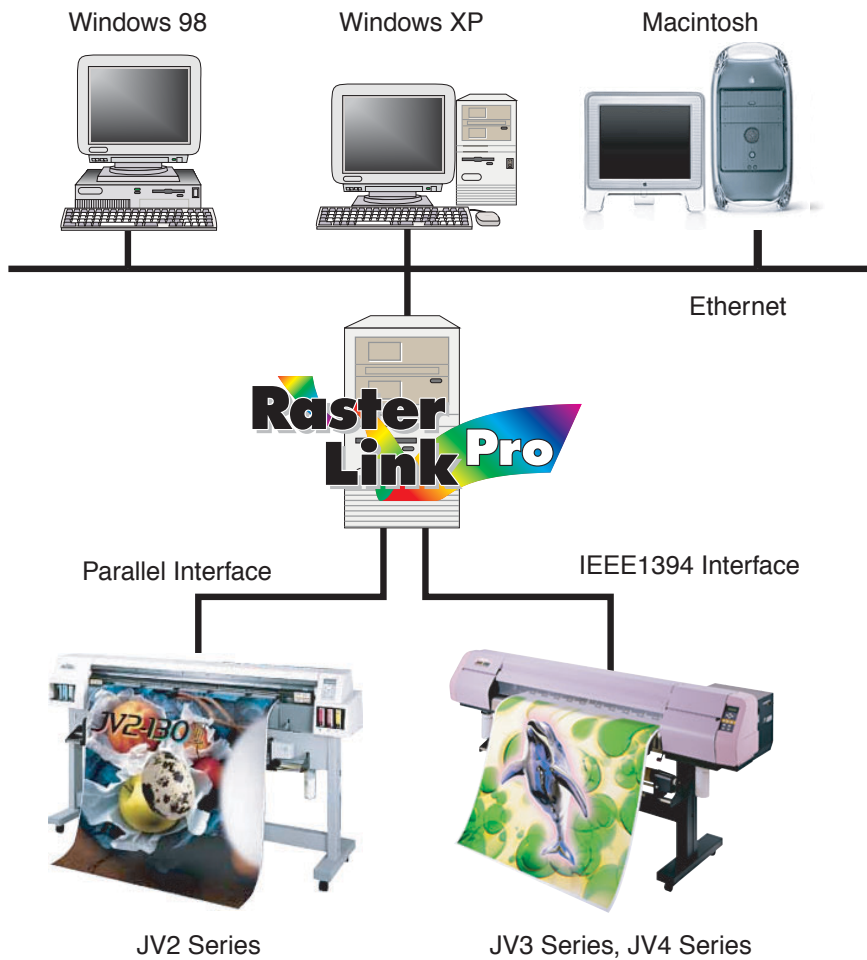 Windows 98
Windows XP
Macintosh
Ethernet
Raster
Link Pro
Parallel Interface
IEEE1394 Interface
JV2-130
JV2 Series
JV3 Series, JV4 Series